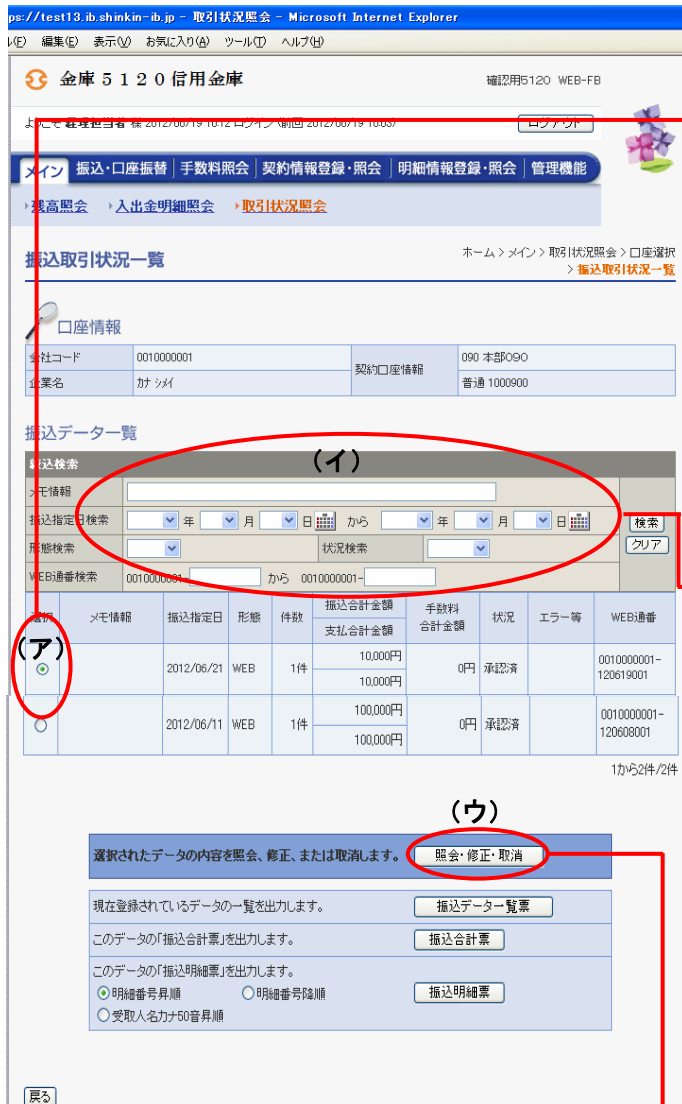 ps://test13.ib.shinkin-ib.jp - 取引状況照会 - Microsoft Internet Explorer
編集(E) 表示(V) お気に入り(A) ツール(T) ヘルプ(H)
金庫5120信用金庫
確認用5120 WEB-FB
ようこそ 経理担当者 様 2012/06/19 10:12 ログイン (前回 2012/06/19 10:03)
ログアウト
メイン 振込・口座振替 手数料照会 契約情報登録・照会 明細情報登録・照会 管理機能
残高照会 入出金明細照会 取引状況照会
振込取引状況一覧
ホーム > メイン > 取引状況照会 > 口座選択
> 振込取引状況一覧
口座情報
会社コード 0010000001 契約口座情報 090 本部090
企業名 カナ シメイ 普通 1000900
振込データ一覧
絞込検索
(イ)
メモ情報
振込指定日検索 年 月 日 から 年 月 日 検索
形態検索 状況検索 クリア
WEB通番検索 0010000001- から 0010000001-
選択 メモ情報 振込指定日 形態 件数 振込合計金額 手数料合計金額 状況 エラー等 WEB通番
支払合計金額
(ア)
2012/06/21 WEB 1件 10,000円 0円 承認済 0010000001-
10,000円 120619001
2012/06/11 WEB 1件 100,000円 0円 承認済 0010000001-
100,000円 120608001
1から2件/2件
(ウ)
選択されたデータの内容を照会、修正、または取消します。 照会・修正・取消
現在登録されているデータの一覧を出力します。 振込データ一覧票
このデータの「振込合計票」を出力します。 振込合計票
このデータの「振込明細票」を出力します。
明細番号昇順 明細番号降順 振込明細票
受取人名カナ50音昇順
戻る